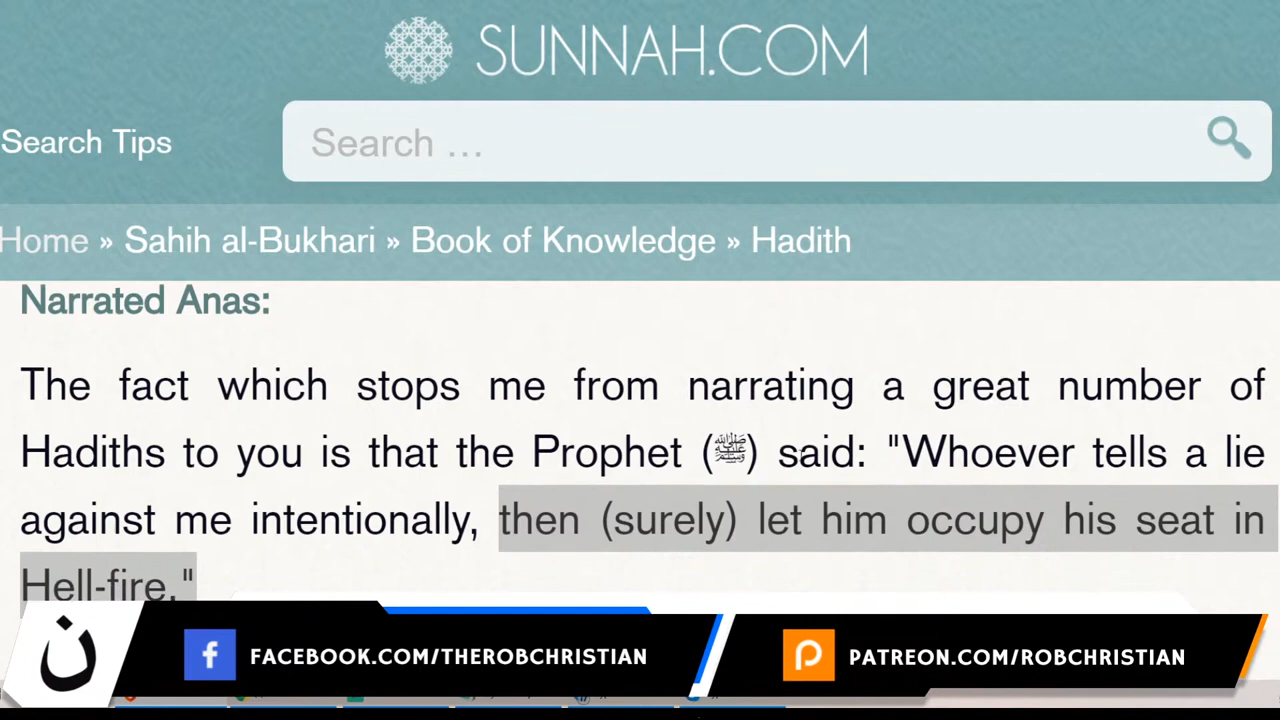 SUNNAH.COM
Search Tips
Search ...
Home » Sahih al-Bukhari » Book of Knowledge » Hadith
Narrated Anas:
The fact which stops me from narrating a great number of
Hadiths to you is that the Prophet (ﷺ) said: "Whoever tells a lie
against me intentionally, then (surely) let him occupy his seat in
Hell-fire."
ن
f FACEBOOK.COM/THEROBCHRISTIAN
PATREON.COM/ROBCHRISTIAN